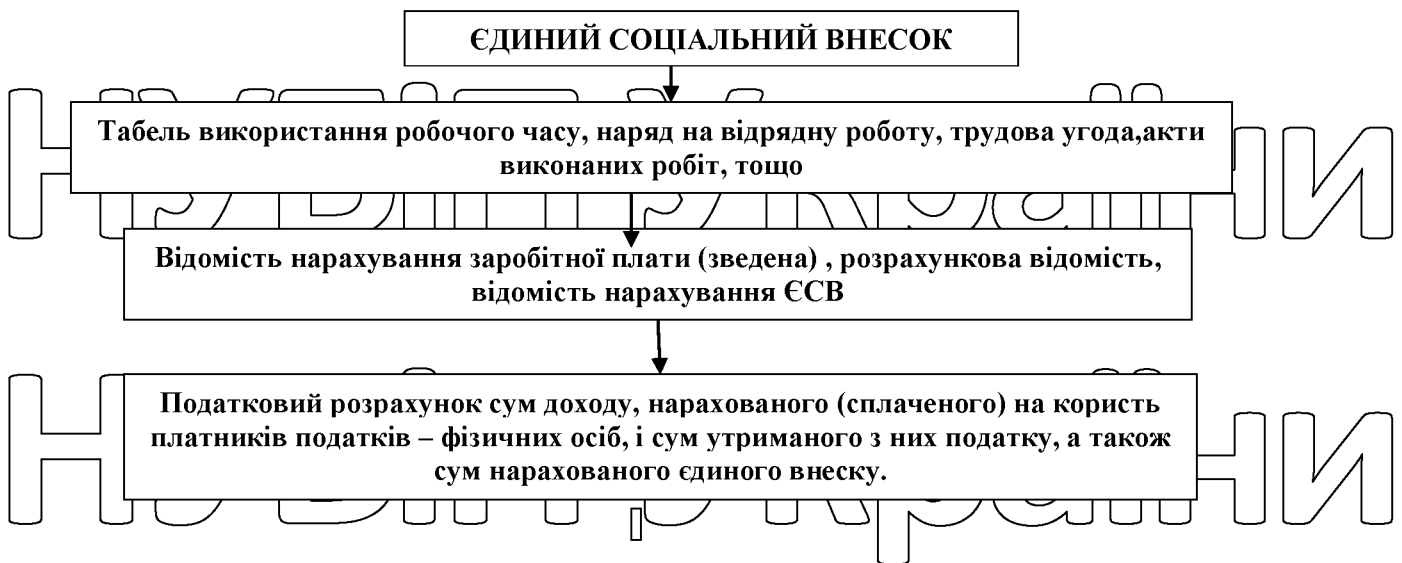 ЄДИНИЙ СОЦІАЛЬНИЙ ВНЕСОК
Табель використання робочого часу, наряд на відрядну роботу, трудова угода,акти
виконаних робіт, тощо
Відомість нарахування заробітної плати (зведена) , розрахункова відомість,
відомість нарахування ЄСВ
Податковий розрахунок сум доходу, нарахованого (сплаченого) на користь
платників податків – фізичних осіб, і сум утриманого з них податку, а також
сум нарахованого єдиного внеску.